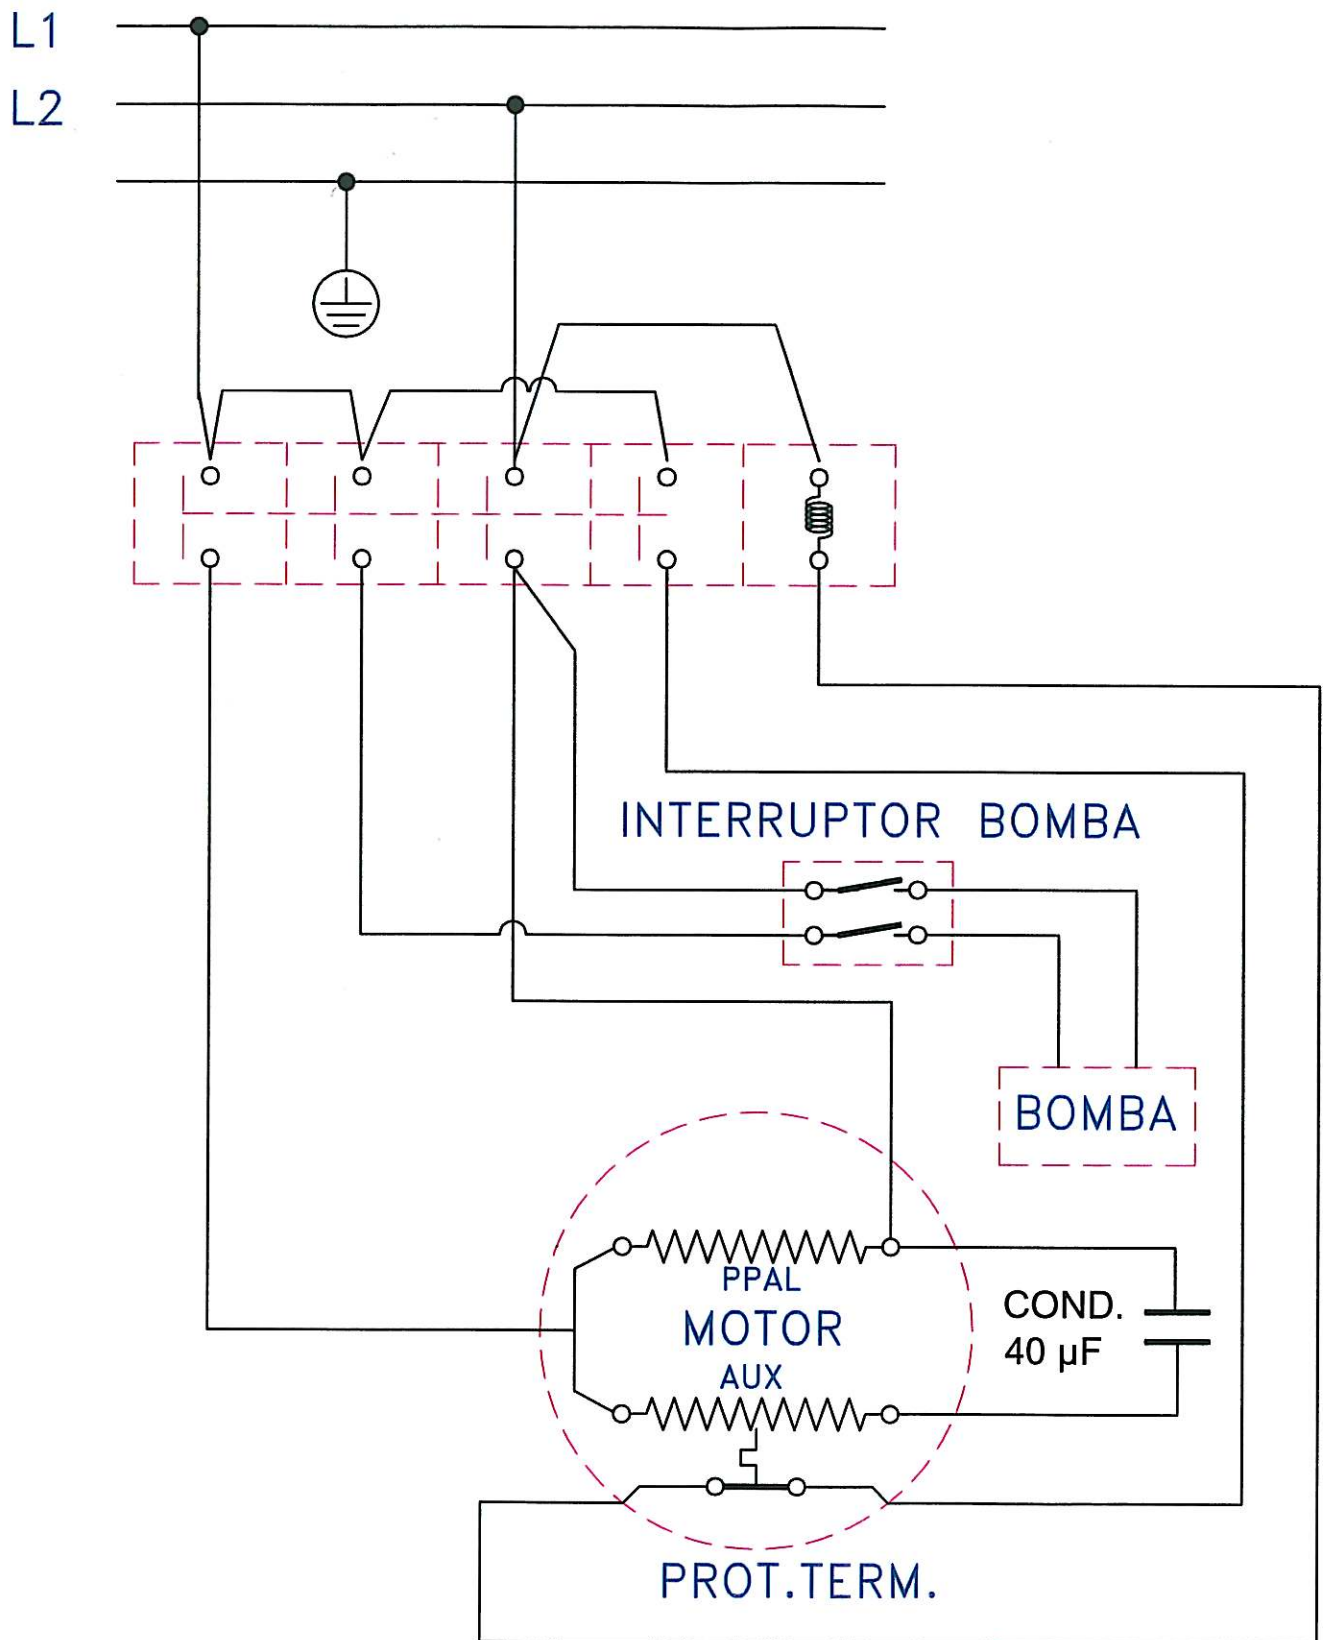 L1
L2
INTERRUPTOR BOMBA
BOMBA
PPAL
MOTOR
AUX
COND.
40 µF
PROT.TERM.